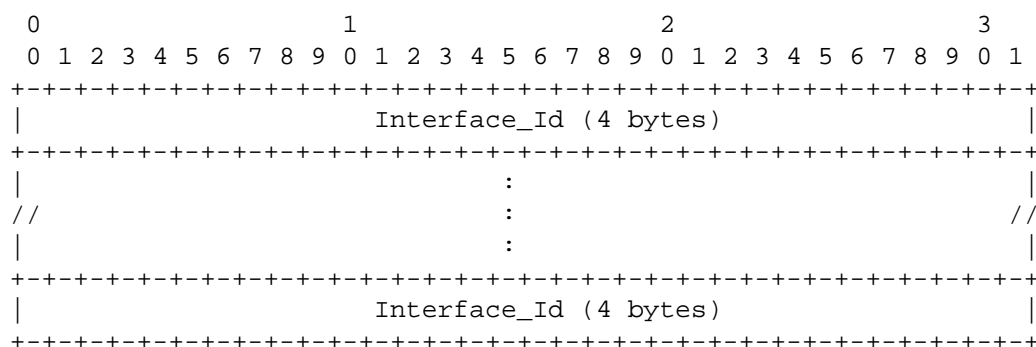 0                   1                   2                   3
 0 1 2 3 4 5 6 7 8 9 0 1 2 3 4 5 6 7 8 9 0 1 2 3 4 5 6 7 8 9 0 1
+-+-+-+-+-+-+-+-+-+-+-+-+-+-+-+-+-+-+-+-+-+-+-+-+-+-+-+-+-+-+-+-+
|                      Interface_Id (4 bytes)                   |
+-+-+-+-+-+-+-+-+-+-+-+-+-+-+-+-+-+-+-+-+-+-+-+-+-+-+-+-+-+-+-+-+
|                              :                                |
//                             :                               //
|                              :                                |
+-+-+-+-+-+-+-+-+-+-+-+-+-+-+-+-+-+-+-+-+-+-+-+-+-+-+-+-+-+-+-+-+
|                      Interface_Id (4 bytes)                   |
+-+-+-+-+-+-+-+-+-+-+-+-+-+-+-+-+-+-+-+-+-+-+-+-+-+-+-+-+-+-+-+-+